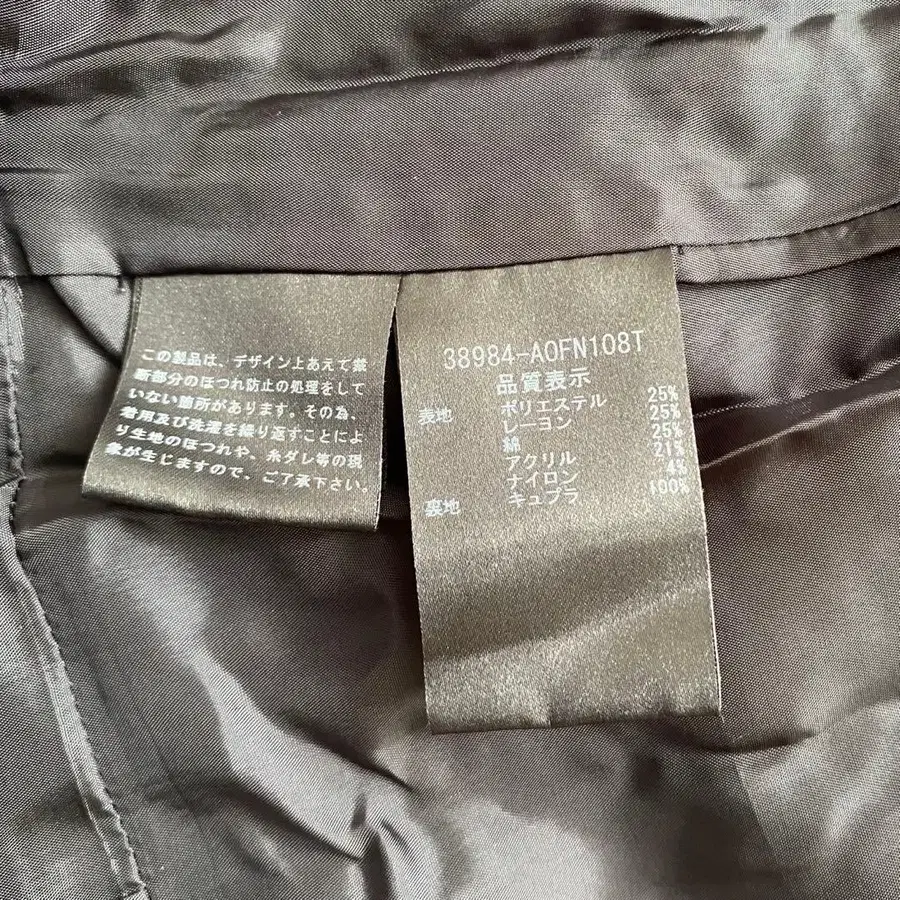 この製品は、デザイン上あえて裁
断部分のほつれ防止の処理をして
いない箇所があります。その為、
着用及び洗濯を繰り返すことによ
り生地のほつれや、糸ダレ等の現
象が生じますので、ご了承下さい。
38984-AOFN108T
品質表示
表地 ポリエステル 25%
レーヨン 25%
綿 25%
アクリル 21%
ナイロン 4%
裏地 キュプラ 100%